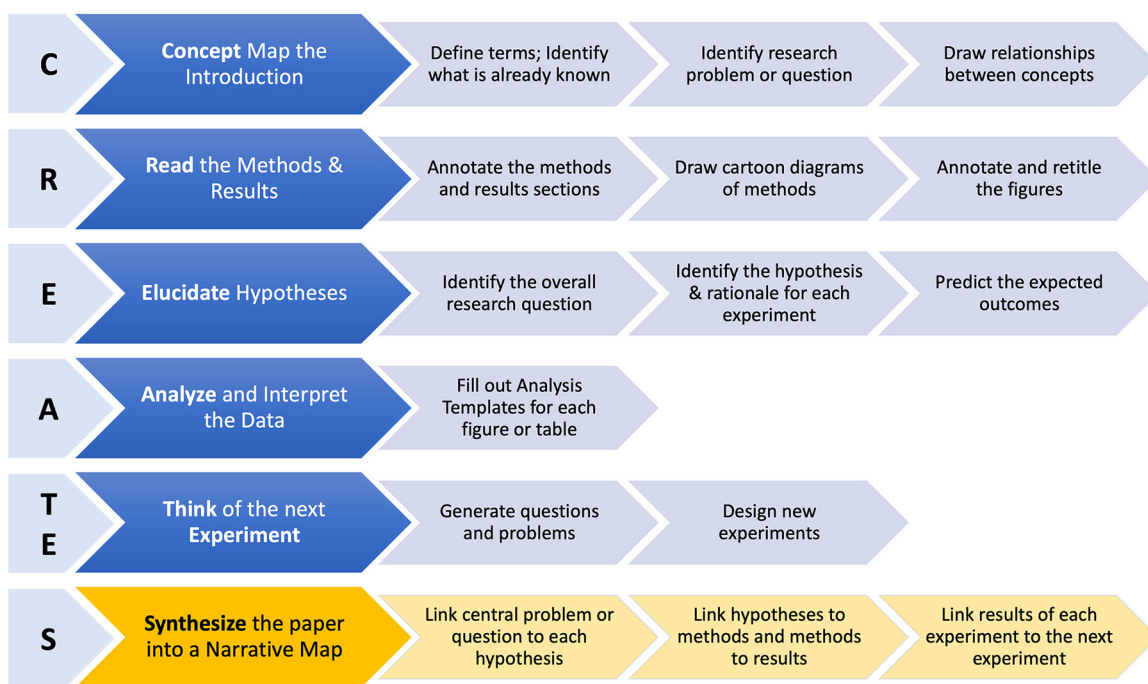 C
Concept Map the
Introduction
Define terms; Identify
what is already known
Identify research
problem or question
Draw relationships
between concepts
R
Read the Methods &
Results
Annotate the methods
and results sections
Draw cartoon diagrams
of methods
Annotate and retitle
the figures
E
Elucidate Hypotheses
Identify the overall
research question
Identify the hypothesis
& rationale for each
experiment
Predict the expected
outcomes
A
Analyze and Interpret
the Data
Fill out Analysis
Templates for each
figure or table
T
E
Think of the next
Experiment
Generate questions
and problems
Design new
experiments
S
Synthesize the paper
into a Narrative Map
Link central problem or
question to each
hypothesis
Link hypotheses to
methods and methods
to results
Link results of each
experiment to the next
experiment